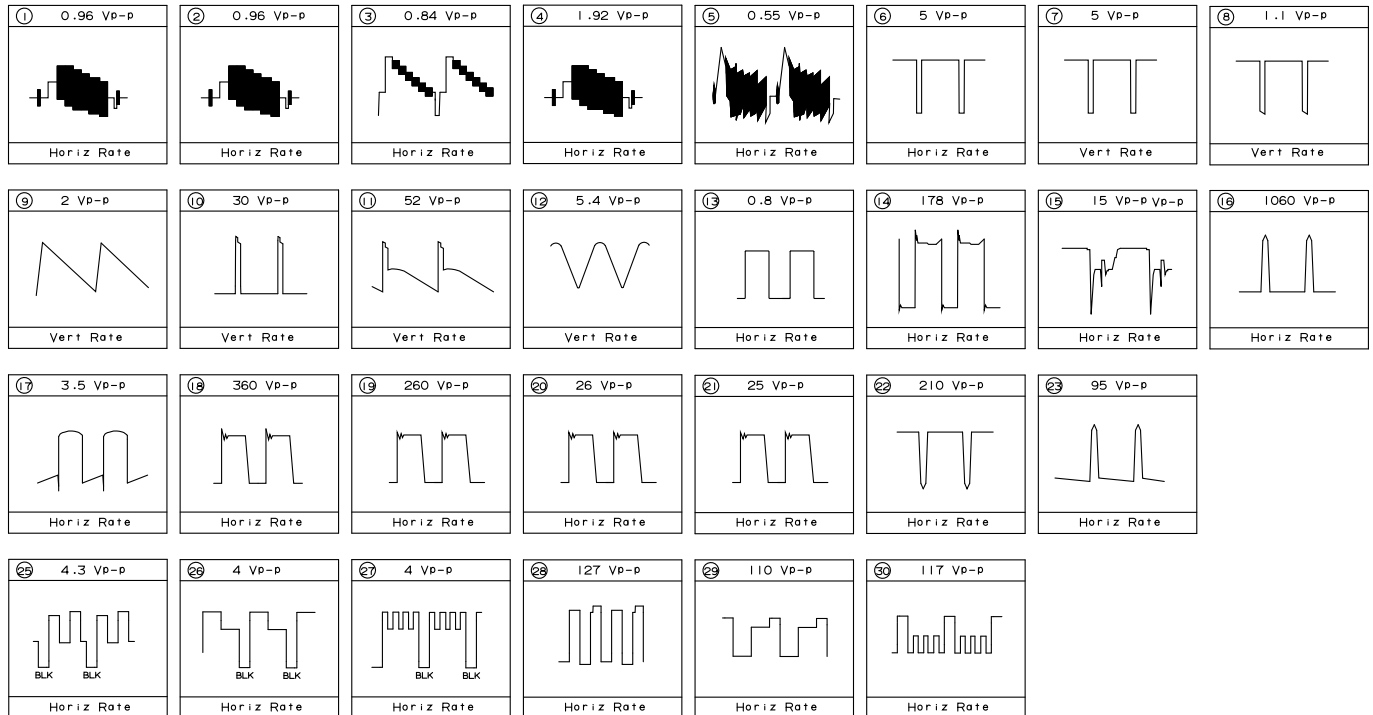 1 0.96 Vp-p
Horiz Rate
2 0.96 Vp-p
Horiz Rate
3 0.84 Vp-p
Horiz Rate
4 1.92 Vp-p
Horiz Rate
5 0.55 Vp-p
Horiz Rate
6 5 Vp-p
Horiz Rate
7 5 Vp-p
Vert Rate
8 1.1 Vp-p
Vert Rate
9 2 Vp-p
Vert Rate
10 30 Vp-p
Vert Rate
11 52 Vp-p
Vert Rate
12 5.4 Vp-p
Vert Rate
13 0.8 Vp-p
Horiz Rate
14 178 Vp-p
Horiz Rate
15 15 Vp-p Vp-p
Horiz Rate
16 1060 Vp-p
Horiz Rate
17 3.5 Vp-p
Horiz Rate
18 360 Vp-p
Horiz Rate
19 260 Vp-p
Horiz Rate
20 26 Vp-p
Horiz Rate
21 25 Vp-p
Horiz Rate
22 210 Vp-p
Horiz Rate
23 95 Vp-p
Horiz Rate
25 4.3 Vp-p
BLK BLK
Horiz Rate
26 4 Vp-p
BLK BLK
Horiz Rate
27 4 Vp-p
BLK BLK
Horiz Rate
28 127 Vp-p
Horiz Rate
29 110 Vp-p
Horiz Rate
30 117 Vp-p
Horiz Rate